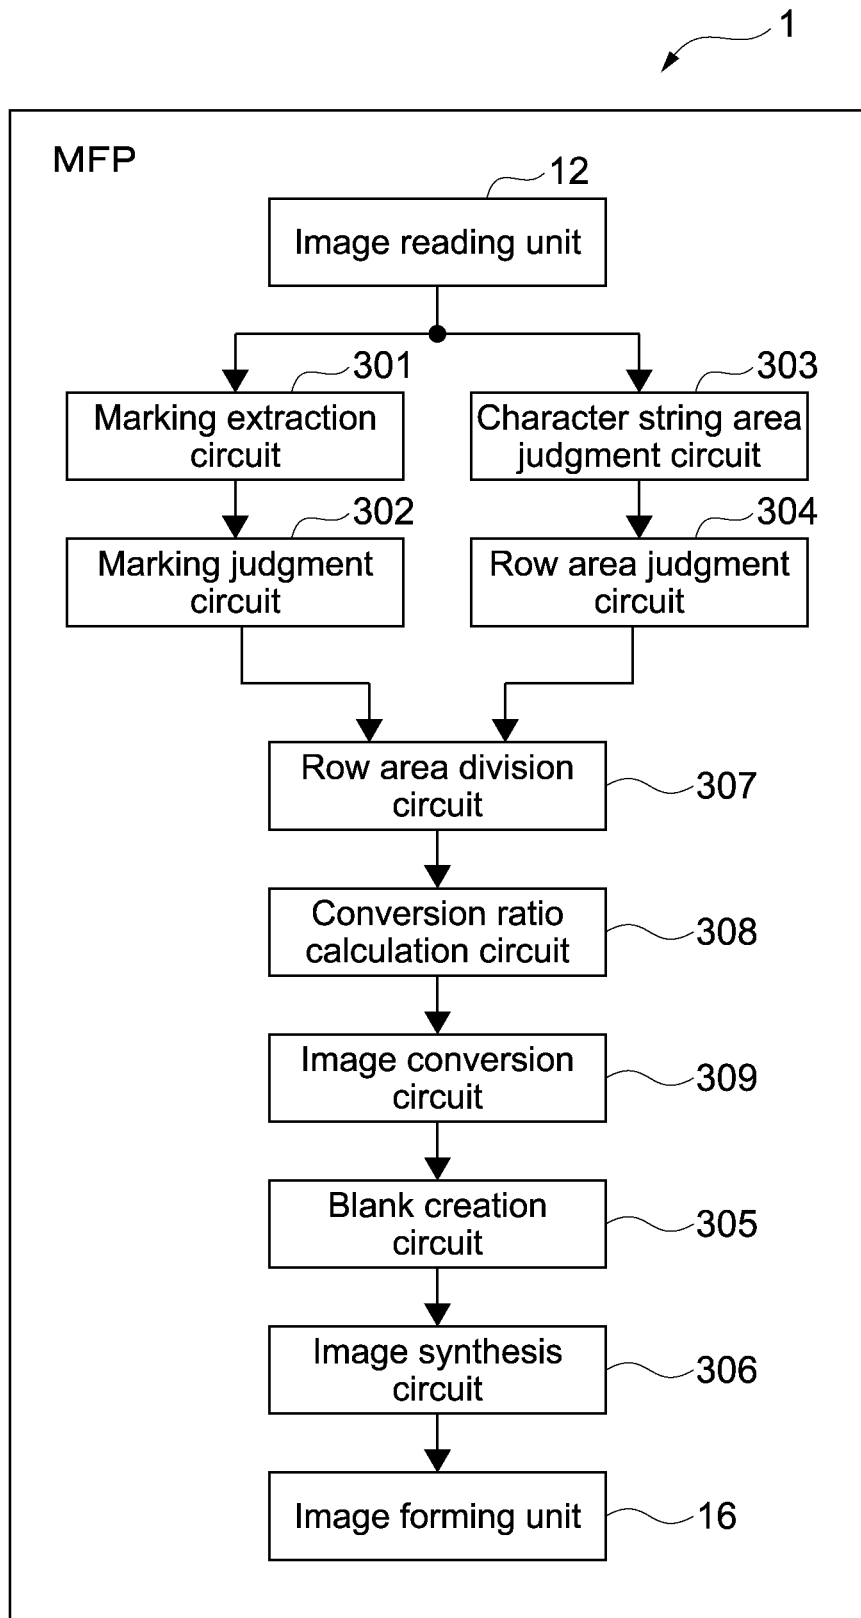 1
MFP
12
Image reading unit
301
303
Marking extraction
circuit
Character string area
judgment circuit
302
304
Marking judgment
circuit
Row area judgment
circuit
Row area division
circuit
307
Conversion ratio
calculation circuit
308
Image conversion
circuit
309
Blank creation
circuit
305
Image synthesis
circuit
306
Image forming unit
16